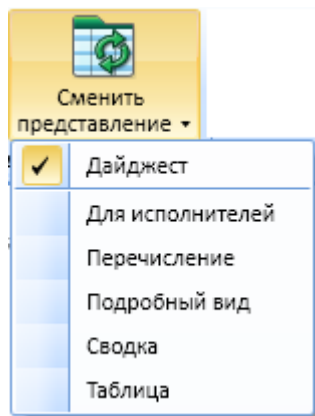 Сменить
представление
Дайджест
Для исполнителей
Перечисление
Подробный вид
Сводка
Таблица